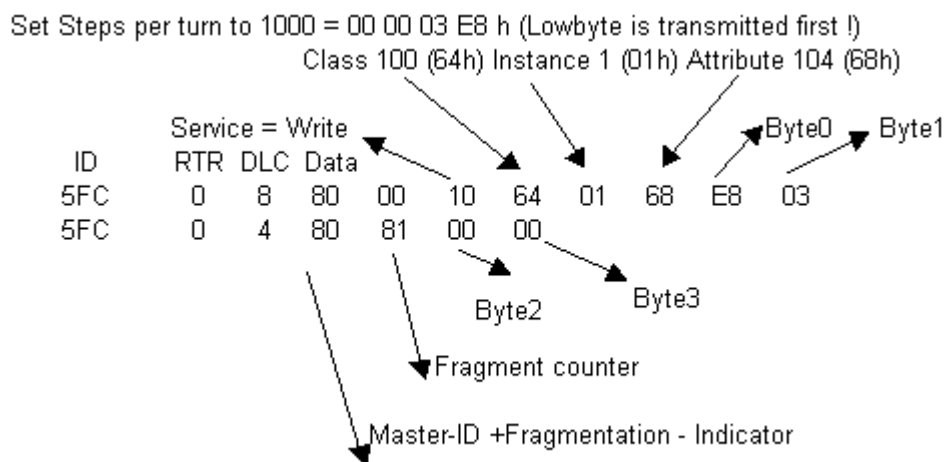 Set Steps per turn to 1000 = 00 00 03 E8 h (Lowbyte is transmitted first !)
Class 100 (64h) Instance 1 (01h) Attribute 104 (68h)
Service = Write
Byte0 Byte1
ID RTR DLC Data
5FC 0 8 80 00 10 64 01 68 E8 03
5FC 0 4 80 81 00 00
Byte2 Byte3
Fragment counter
Master-ID +Fragmentation - Indicator